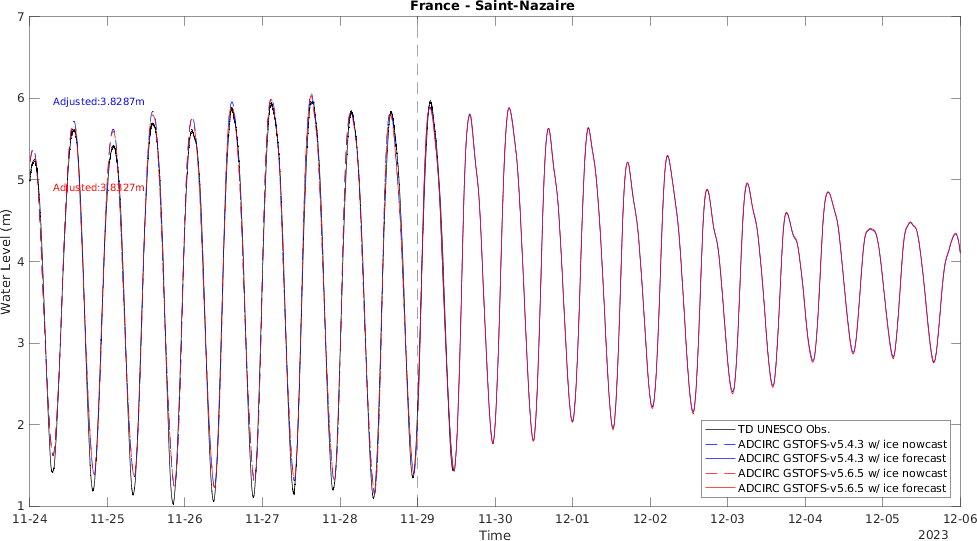 France - Saint-Nazaire
7
6
5
4
3
2
1
Water Level (m)
Adjusted:3.8287m
Adjusted:3.8327m
TD UNESCO Obs.
ADCIRC GSTOFS-v5.4.3 w/ ice nowcast
ADCIRC GSTOFS-v5.4.3 w/ ice forecast
ADCIRC GSTOFS-v5.6.5 w/ ice nowcast
ADCIRC GSTOFS-v5.6.5 w/ ice forecast
11-24 11-25 11-26 11-27 11-28 11-29 11-30 12-01 12-02 12-03 12-04 12-05 12-06
Time
2023